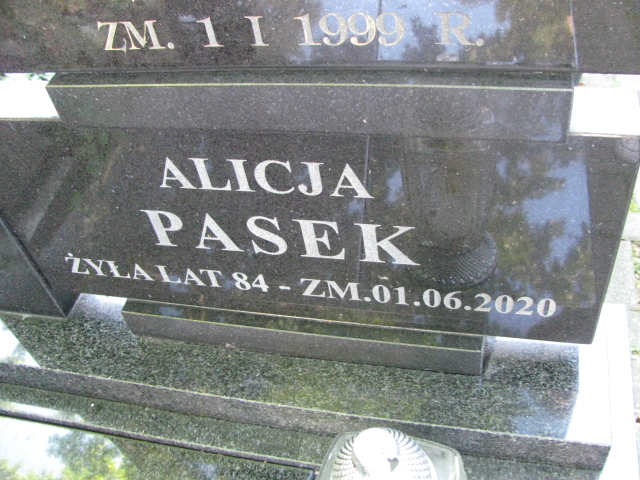 ZM. 1 I 1999 R.
ALICJA
PASEK
ŻYŁA LAT 84 - ZM.01.06.2020